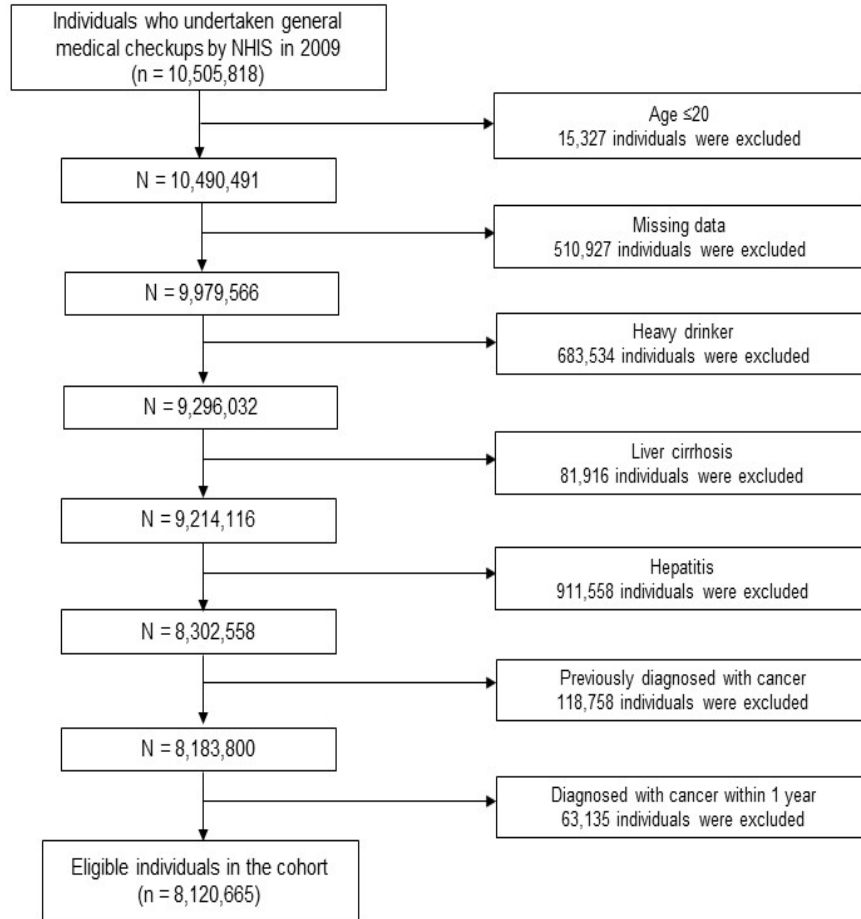 Individuals who undertaken general
medical checkups by NHIS in 2009
(n = 10,505,818)
Age ≤20
15,327 individuals were excluded
N = 10,490,491
Missing data
510,927 individuals were excluded
N = 9,979,566
Heavy drinker
683,534 individuals were excluded
N = 9,296,032
Liver cirrhosis
81,916 individuals were excluded
N = 9,214,116
Hepatitis
911,558 individuals were excluded
N = 8,302,558
Previously diagnosed with cancer
118,758 individuals were excluded
N = 8,183,800
Diagnosed with cancer within 1 year
63,135 individuals were excluded
Eligible individuals in the cohort
(n = 8,120,665)